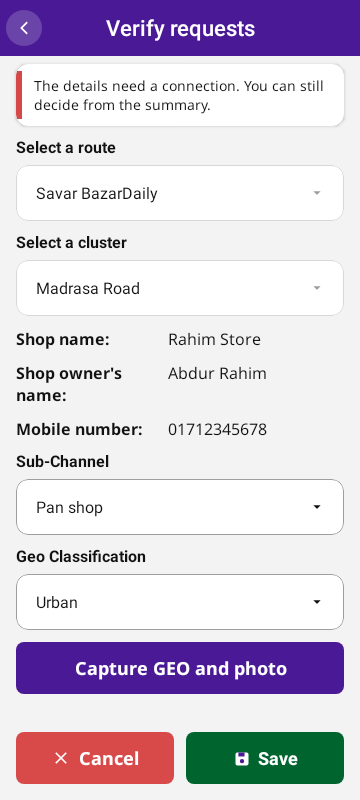 Verify requests
The details need a connection. You can still
decide from the summary.
Select a route
Savar BazarDaily
Select a cluster
Madrasa Road
Shop name: Rahim Store
Shop owner's name: Abdur Rahim
Mobile number: 01712345678
Sub-Channel
Pan shop
Geo Classification
Urban
Capture GEO and photo
Cancel
Save